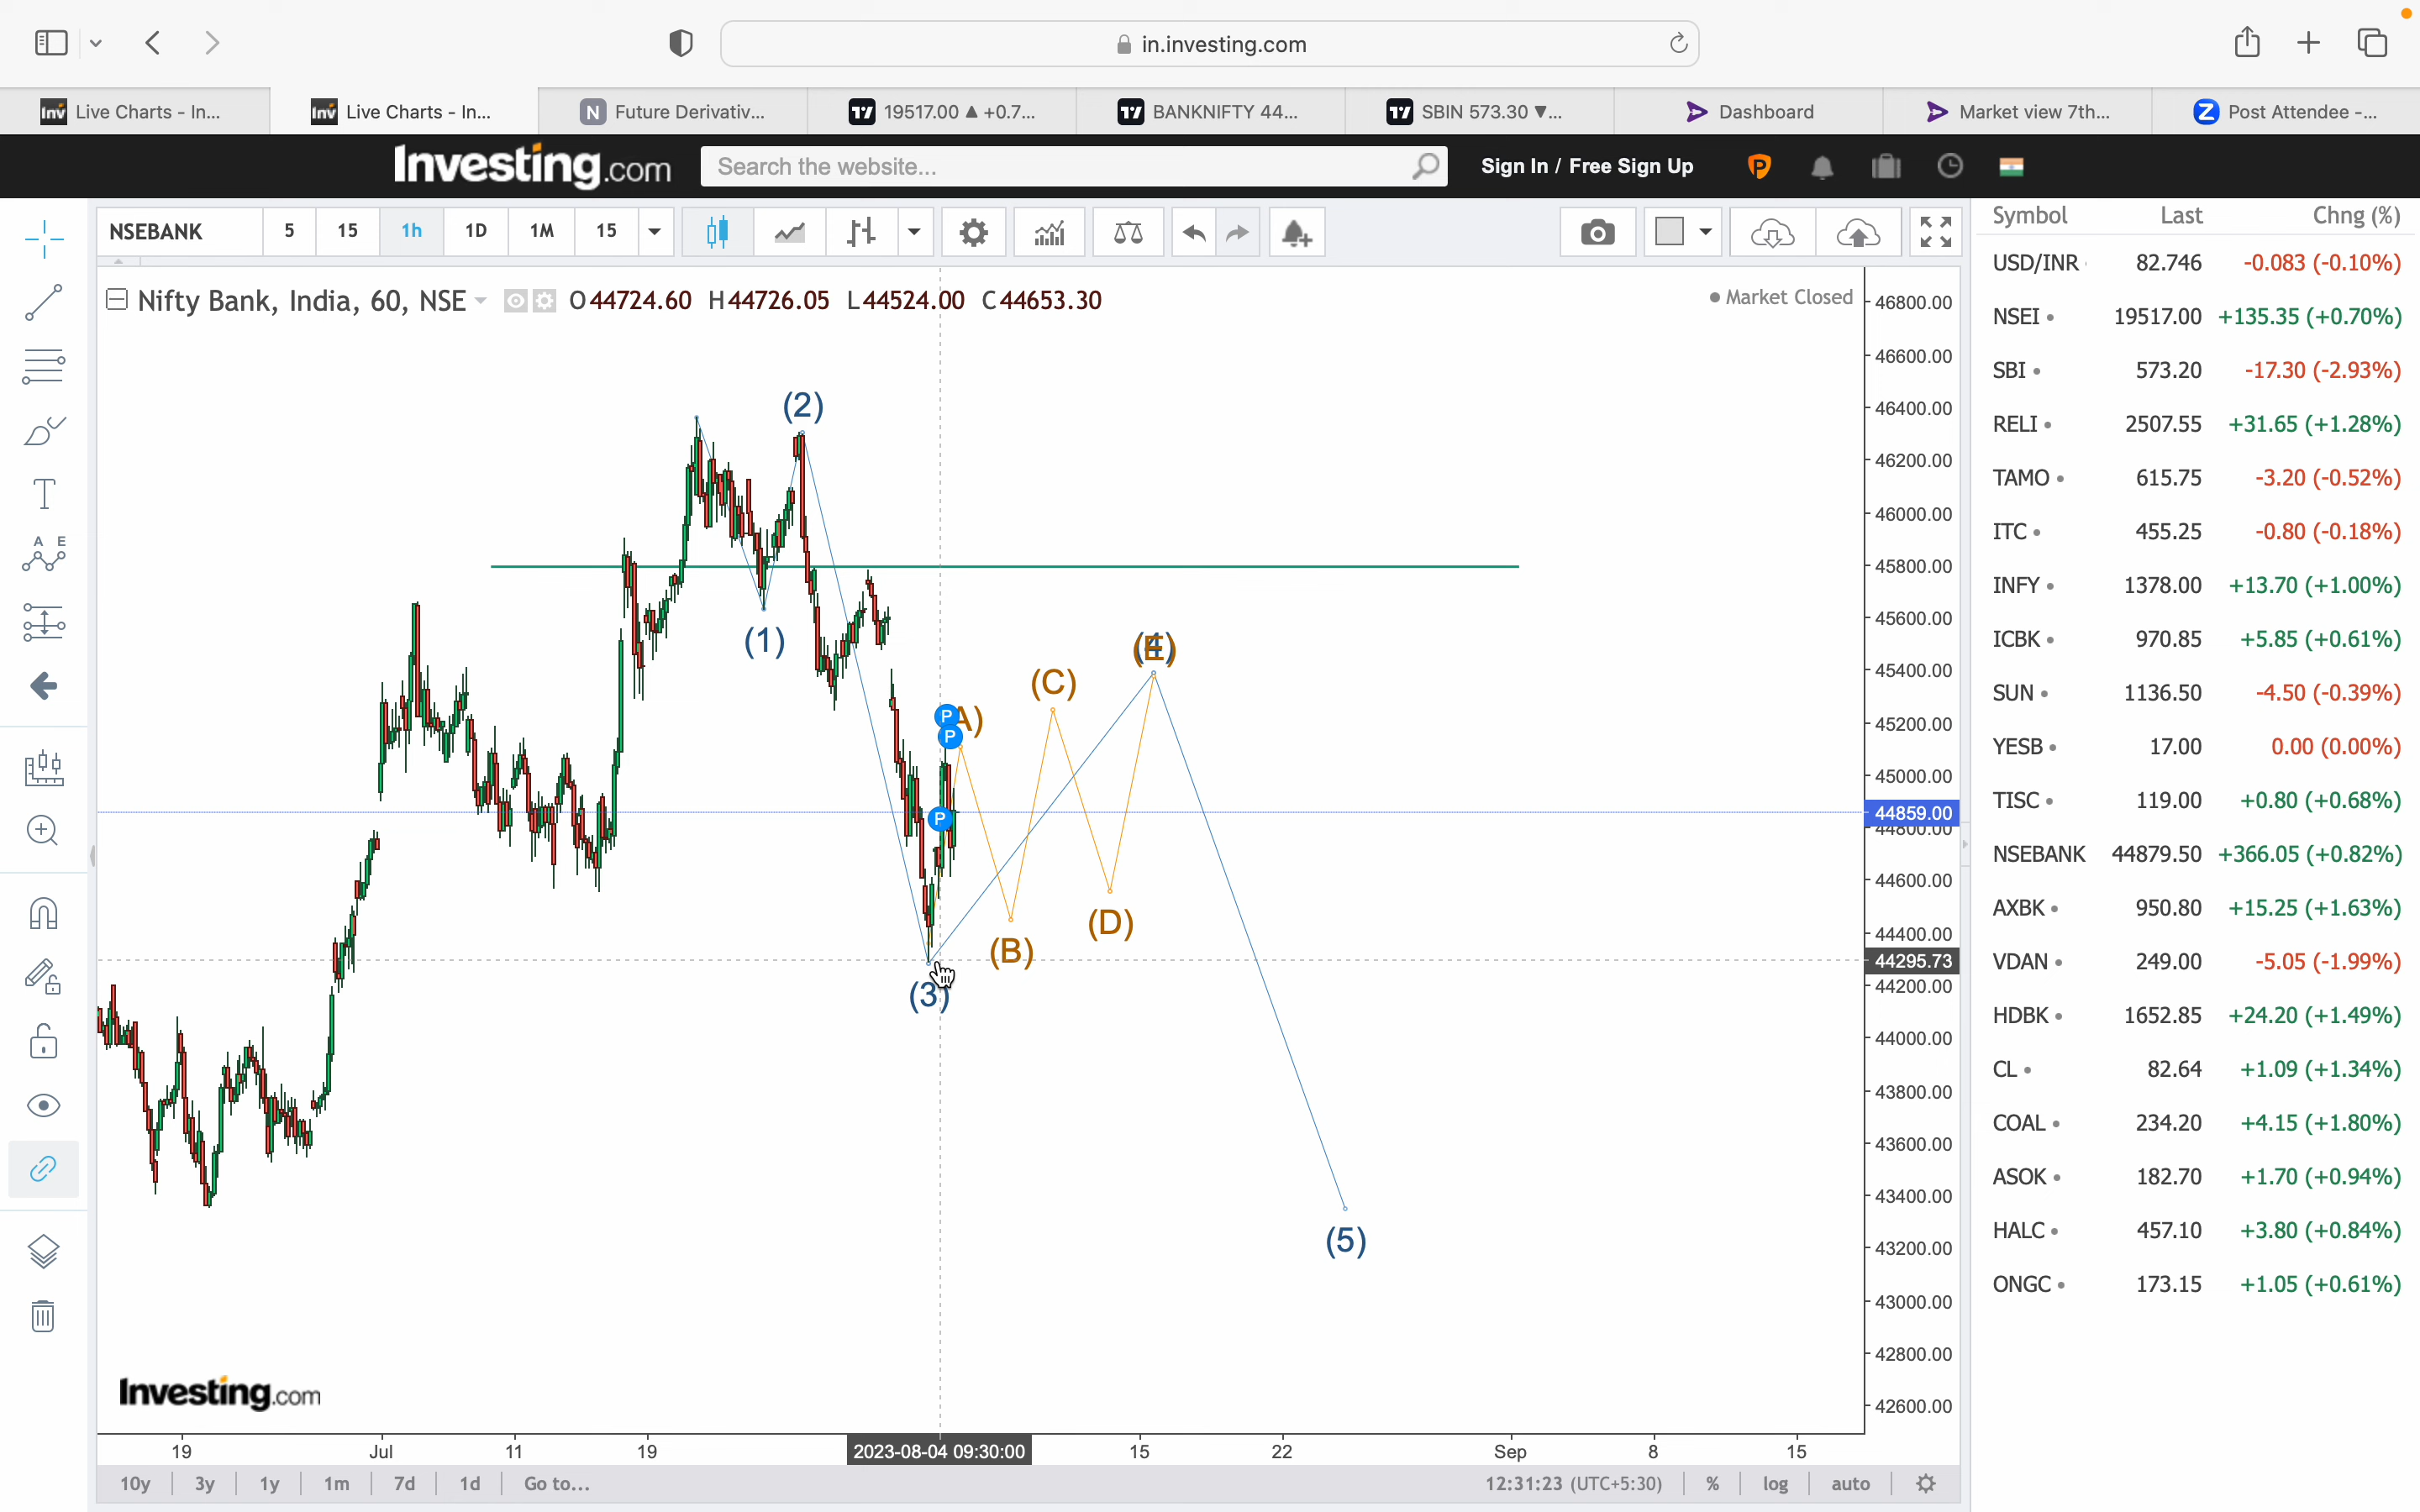 in.investing.com
Live Charts - In...
Live Charts - In...
N Future Derivativ...
19517.00 ▲ +0.7...
BANKNIFTY 44...
SBIN 573.30 ▼...
Dashboard
Market view 7th...
Z Post Attendee -...
Investing.com
Search the website...
Sign In / Free Sign Up
P
NSEBANK 5 15 1h 1D 1M 15
Nifty Bank, India, 60, NSE O44724.60 H44726.05 L44524.00 C44653.30
Market Closed
T
A E
(2)
(1)
(E)
(C)
P
A)
P
P
(B)
(D)
(3)
(5)
46800.00
46600.00
46400.00
46200.00
46000.00
45800.00
45600.00
45400.00
45200.00
45000.00
44859.00
44800.00
44600.00
44400.00
44295.73
44200.00
44000.00
43800.00
43600.00
43400.00
43200.00
43000.00
42800.00
42600.00
Investing.com
19 Jul 11 19 2023-08-04 09:30:00 15 22 Sep 8 15
10y 3y 1y 1m 7d 1d Go to... 12:31:23 (UTC+5:30) % log auto
Symbol Last Chng (%)
USD/INR 82.746 -0.083 (-0.10%)
NSEI 19517.00 +135.35 (+0.70%)
SBI 573.20 -17.30 (-2.93%)
RELI 2507.55 +31.65 (+1.28%)
TAMO 615.75 -3.20 (-0.52%)
ITC 455.25 -0.80 (-0.18%)
INFY 1378.00 +13.70 (+1.00%)
ICBK 970.85 +5.85 (+0.61%)
SUN 1136.50 -4.50 (-0.39%)
YESB 17.00 0.00 (0.00%)
TISC 119.00 +0.80 (+0.68%)
NSEBANK 44879.50 +366.05 (+0.82%)
AXBK 950.80 +15.25 (+1.63%)
VDAN 249.00 -5.05 (-1.99%)
HDBK 1652.85 +24.20 (+1.49%)
CL 82.64 +1.09 (+1.34%)
COAL 234.20 +4.15 (+1.80%)
ASOK 182.70 +1.70 (+0.94%)
HALC 457.10 +3.80 (+0.84%)
ONGC 173.15 +1.05 (+0.61%)